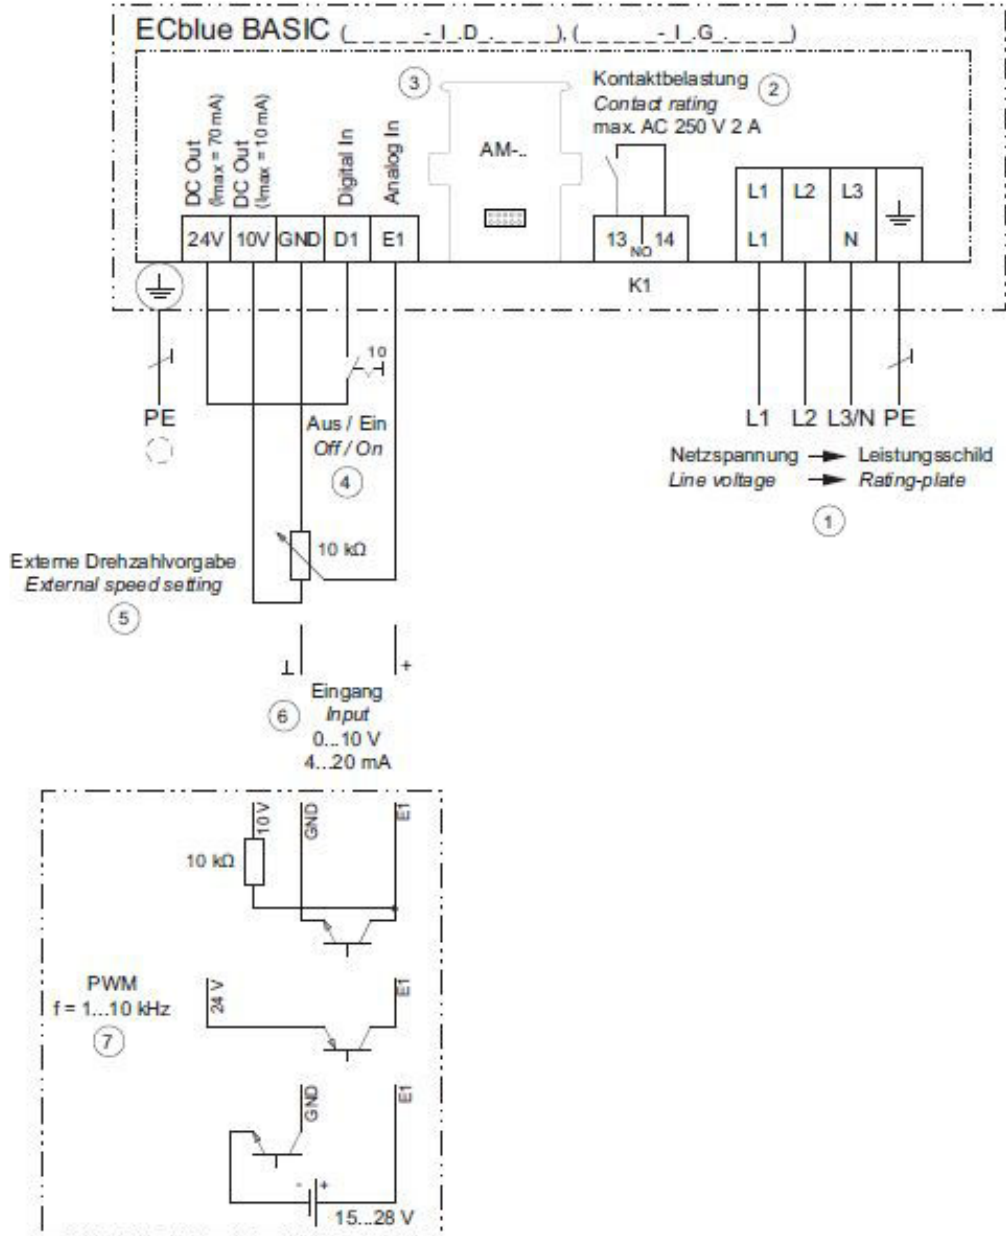 ECblue BASIC (_ _ _ _ _-_I_.D_._ _ _ _ _), (_ _ _ _ _-_I_.G_._ _ _ _ _)
3
Kontaktbelastung
Contact rating
max. AC 250 V 2 A
2
DC Out
(Imax = 70 mA)
DC Out
(Imax = 10 mA)
Digital In
Analog In
AM-..
24V
10V
GND
D1
E1
13
NO
14
K1
L1
L2
L3
L1
N
PE
10
Aus / Ein
Off / On
4
L1
L2
L3/N
PE
Netzspannung
Leistungsschild
Line voltage
Rating-plate
1
10 kΩ
Externe Drehzahlvorgabe
External speed setting
5
⊥
+
6
Eingang
Input
0...10 V
4...20 mA
10 V
GND
E1
10 kΩ
PWM
f = 1...10 kHz
7
24 V
E1
GND
E1
-
+
15...28 V